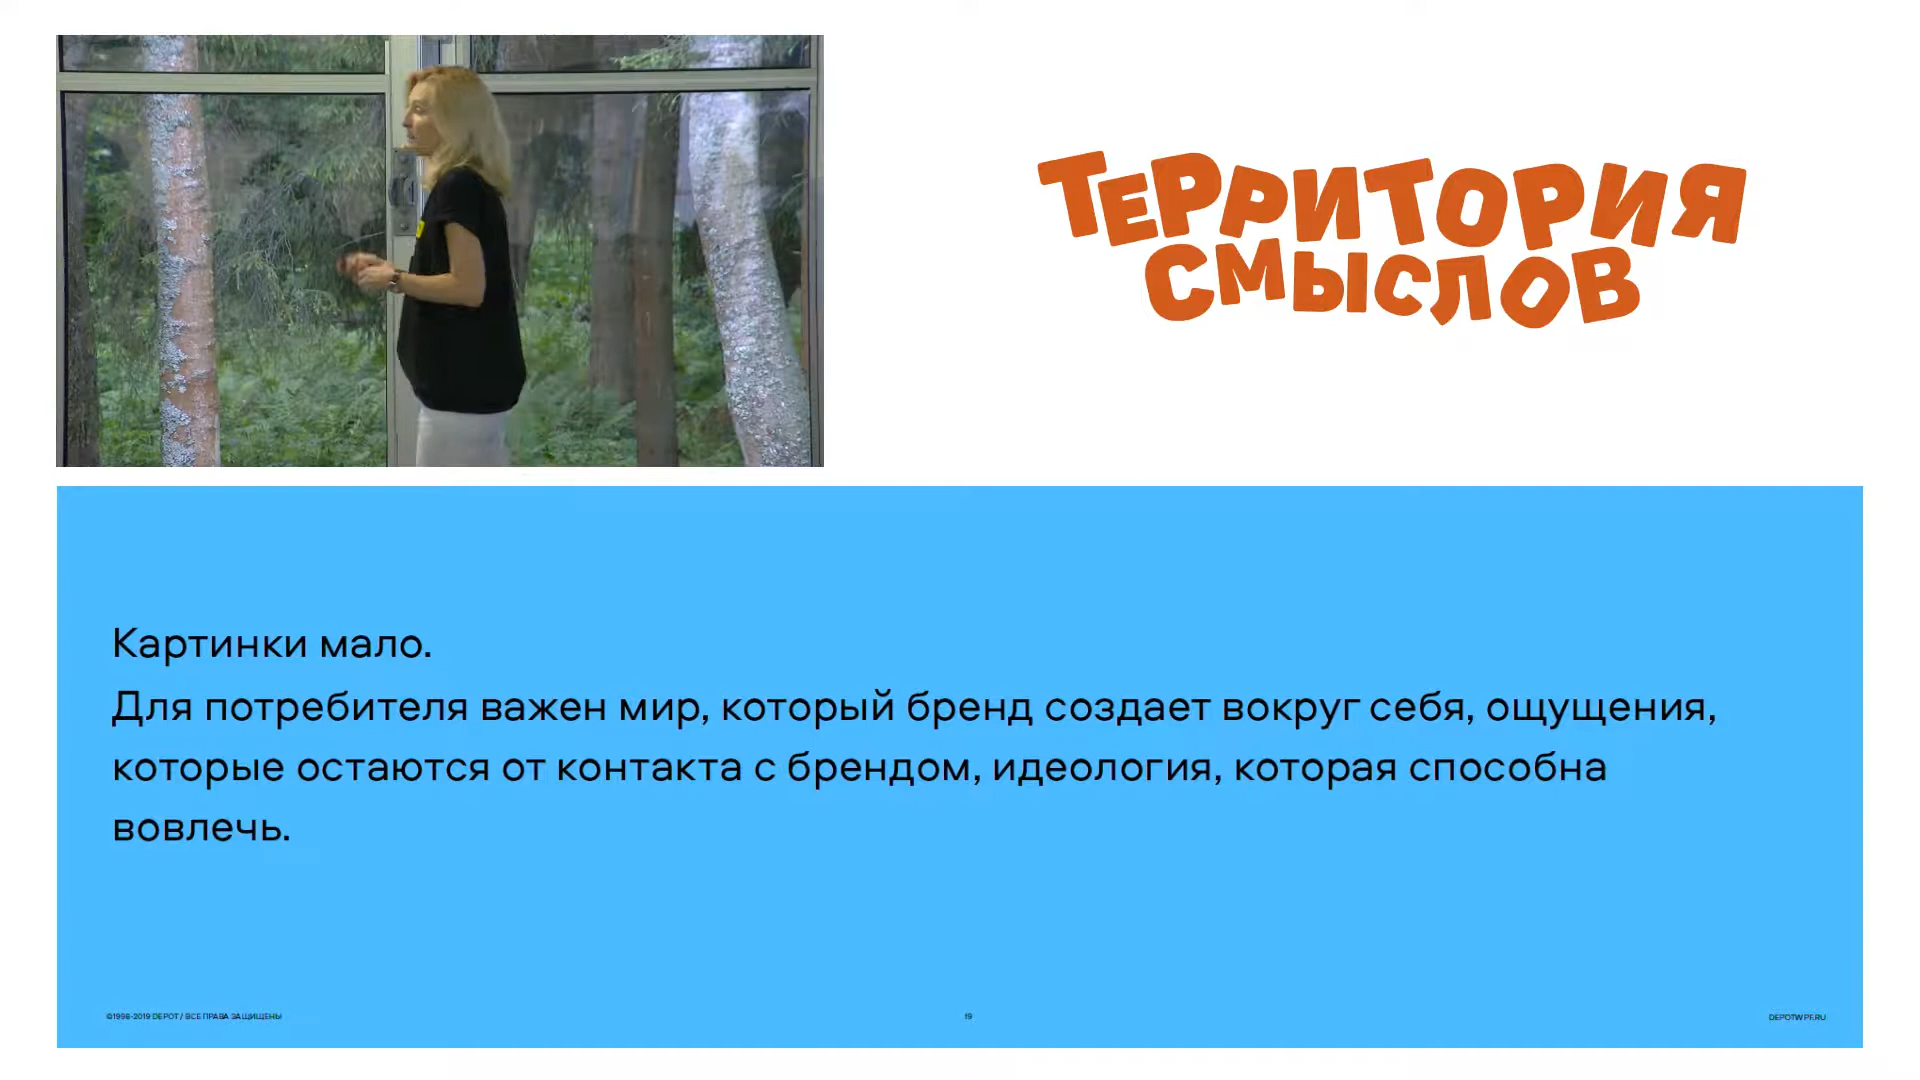 ТЕРРИТОРИЯ
СМЫСЛОВ
Картинки мало.
Для потребителя важен мир, который бренд создает вокруг себя, ощущения,
которые остаются от контакта с брендом, идеология, которая способна
вовлечь.
©1998-2019 DEPOT / ВСЕ ПРАВА ЗАЩИЩЕНЫ
19
DEPOTWPF.RU